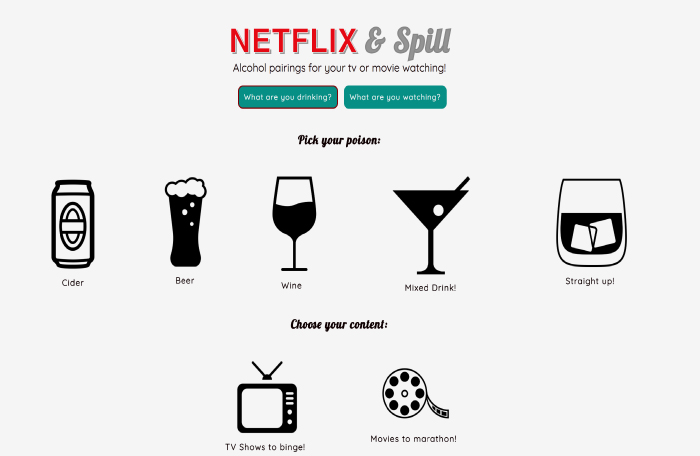 NETFLIX & Spill
Alcohol pairings for your tv or movie watching!
What are you drinking? What are you watching?
Pick your poison:
Cider Beer Wine Mixed Drink! Straight up!
Choose your content:
TV Shows to binge! Movies to marathon!